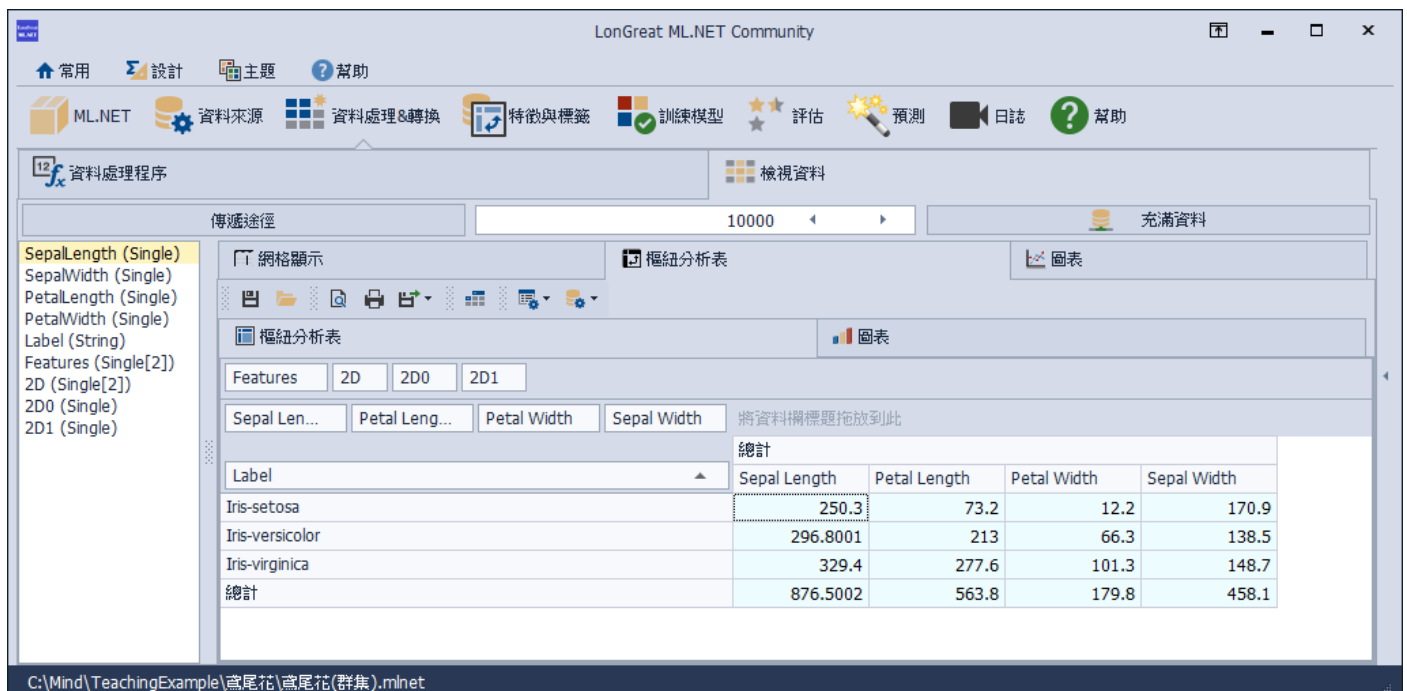 LonGreat ML.NET Community
常用 設計 主題 幫助
ML.NET 資料來源 資料處理&轉換 特徵與標籤 訓練模型 評估 預測 日誌 幫助
資料處理程序 檢視資料
傳遞途徑 10000 充滿資料
SepalLength (Single)
SepalWidth (Single)
PetalLength (Single)
PetalWidth (Single)
Label (String)
Features (Single[2])
2D (Single[2])
2D0 (Single)
2D1 (Single)
網格顯示 樞紐分析表 圖表
樞紐分析表 圖表
Features 2D 2D0 2D1
Sepal Len... Petal Leng... Petal Width Sepal Width 將資料欄標題拖放到此
總計
Label Sepal Length Petal Length Petal Width Sepal Width
Iris-setosa 250.3 73.2 12.2 170.9
Iris-versicolor 296.8001 213 66.3 138.5
Iris-virginica 329.4 277.6 101.3 148.7
總計 876.5002 563.8 179.8 458.1
C:\Mind\TeachingExample\鳶尾花\鳶尾花(群集).mlnet